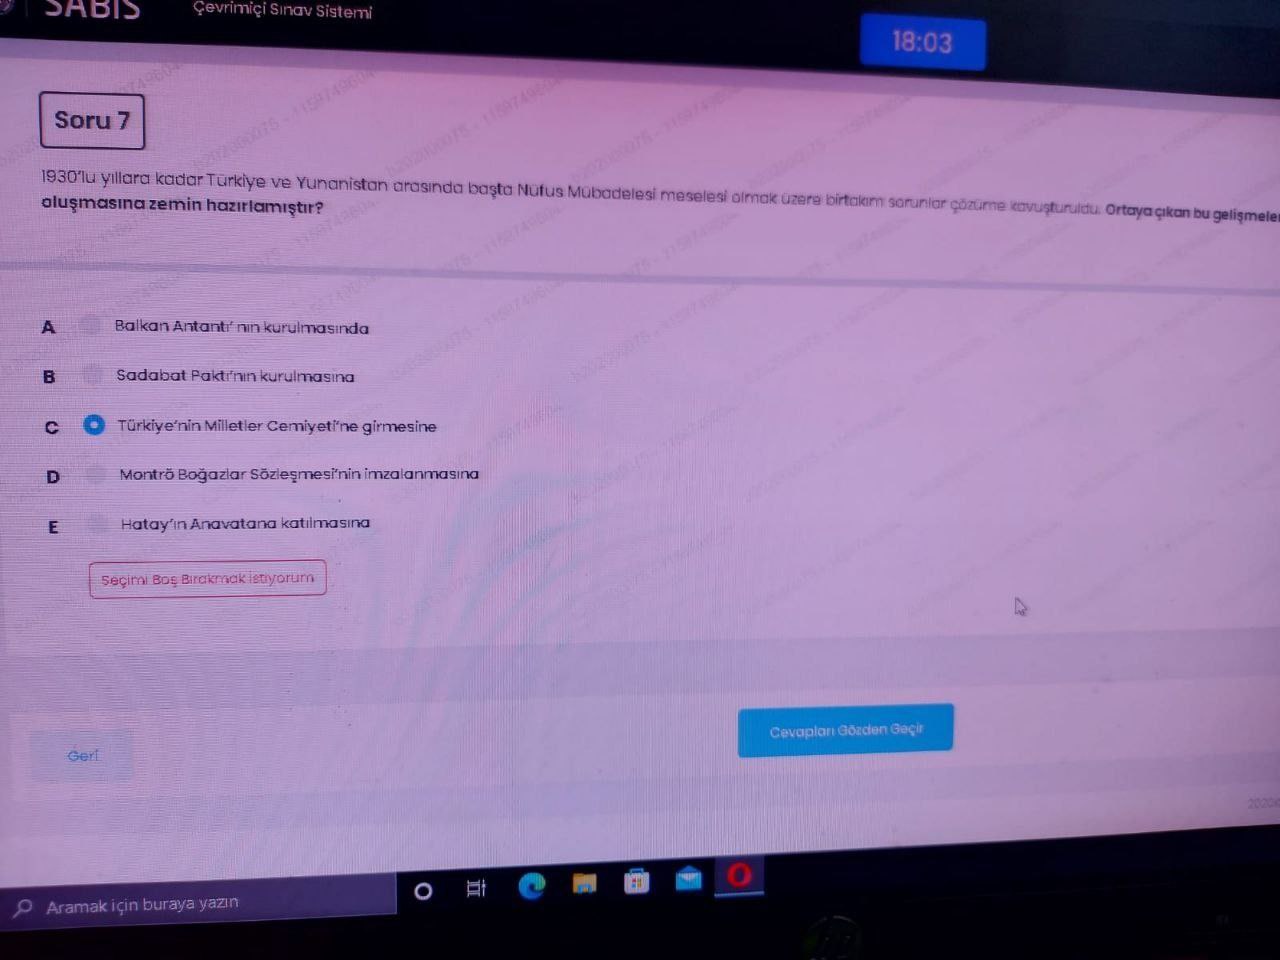 SABİS
Çevrimiçi Sınav Sistemi
18:03
Soru 7
1930'lu yıllara kadar Türkiye ve Yunanistan arasında başta Nüfus Mübadelesi meselesi olmak üzere birtakım sorunlar çözüme kavuşturuldu. Ortaya çıkan bu gelişmeler
oluşmasına zemin hazırlamıştır?
A Balkan Antantı' nın kurulmasında
B Sadabat Paktı'nın kurulmasına
C Türkiye'nin Milletler Cemiyeti'ne girmesine
D Montrö Boğazlar Sözleşmesi'nin imzalanmasına
E Hatay'ın Anavatana katılmasına
Seçimi Boş Bırakmak istiyorum
Cevapları Gözden Geçir
Geri
Aramak için buraya yazın